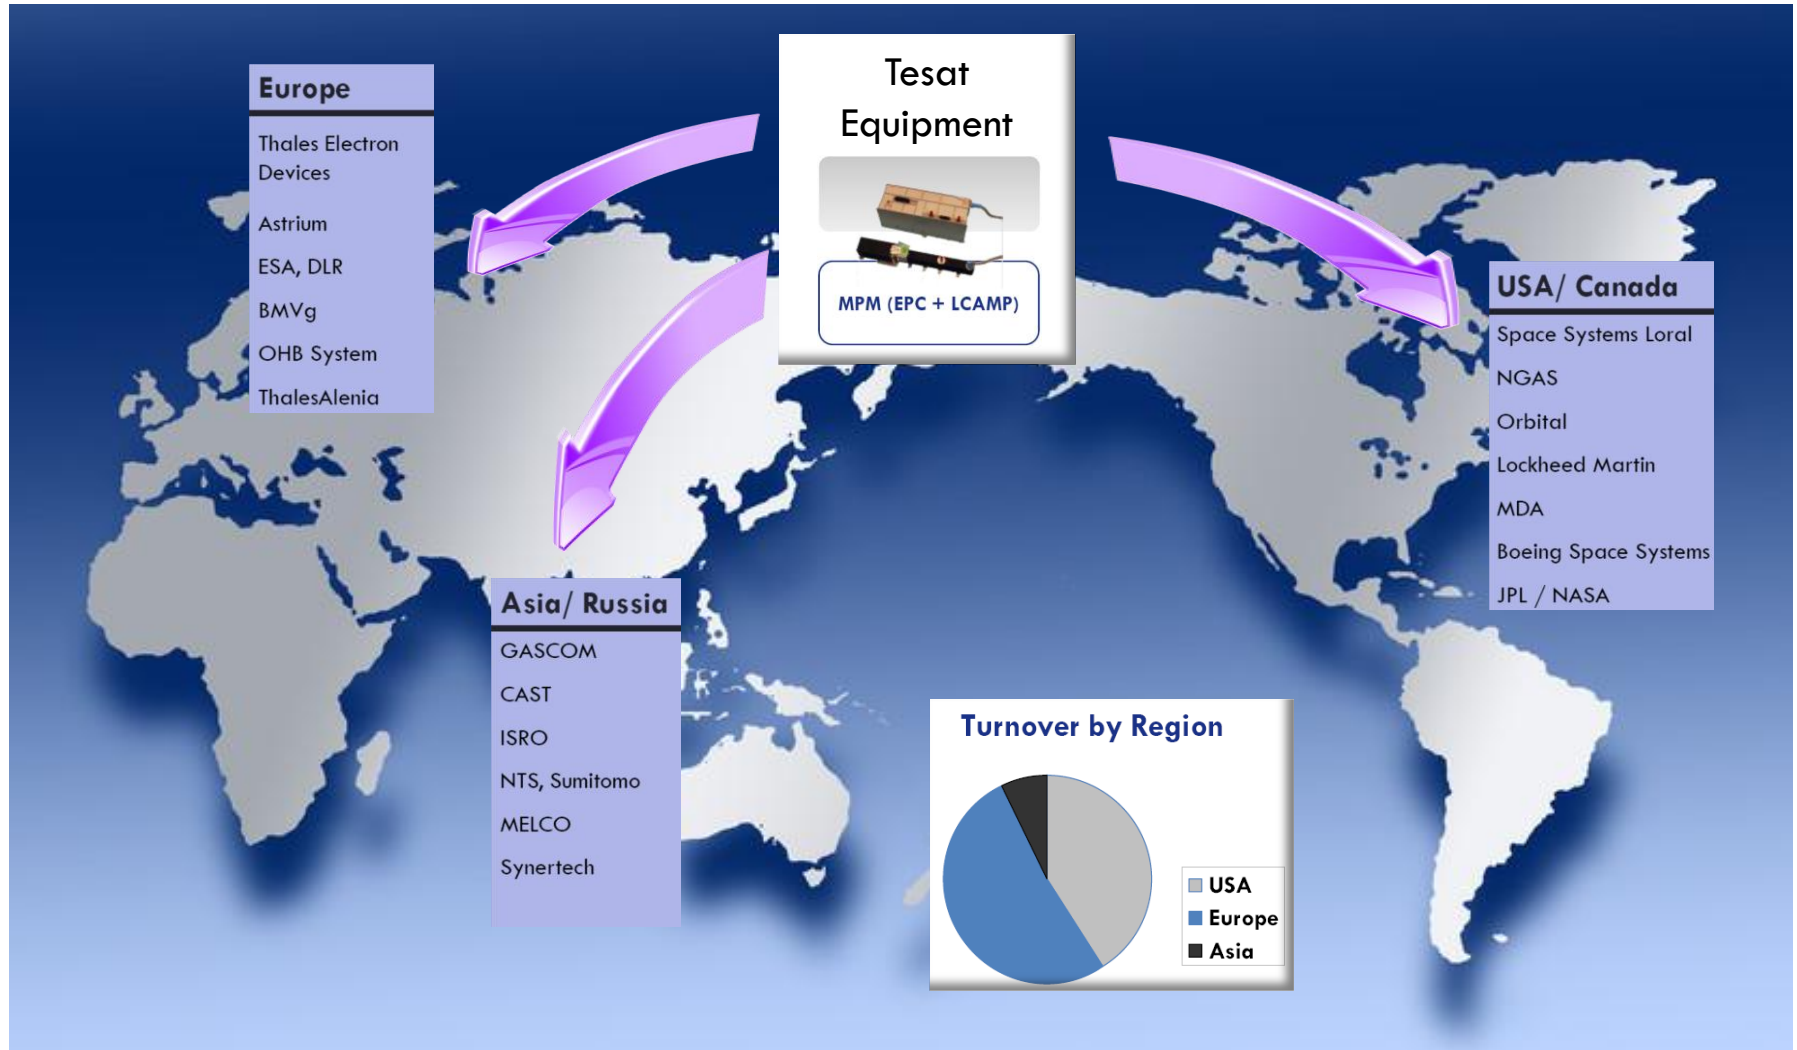 Tesat
Equipment
MPM (EPC + LCAMP)
Europe
Thales Electron
Devices
Astrium
ESA, DLR
BMVg
OHB System
ThalesAlenia
USA/ Canada
Space Systems Loral
NGAS
Orbital
Lockheed Martin
MDA
Boeing Space Systems
JPL / NASA
Asia/ Russia
GASCOM
CAST
ISRO
NTS, Sumitomo
MELCO
Synertech
Turnover by Region
USA
Europe
Asia